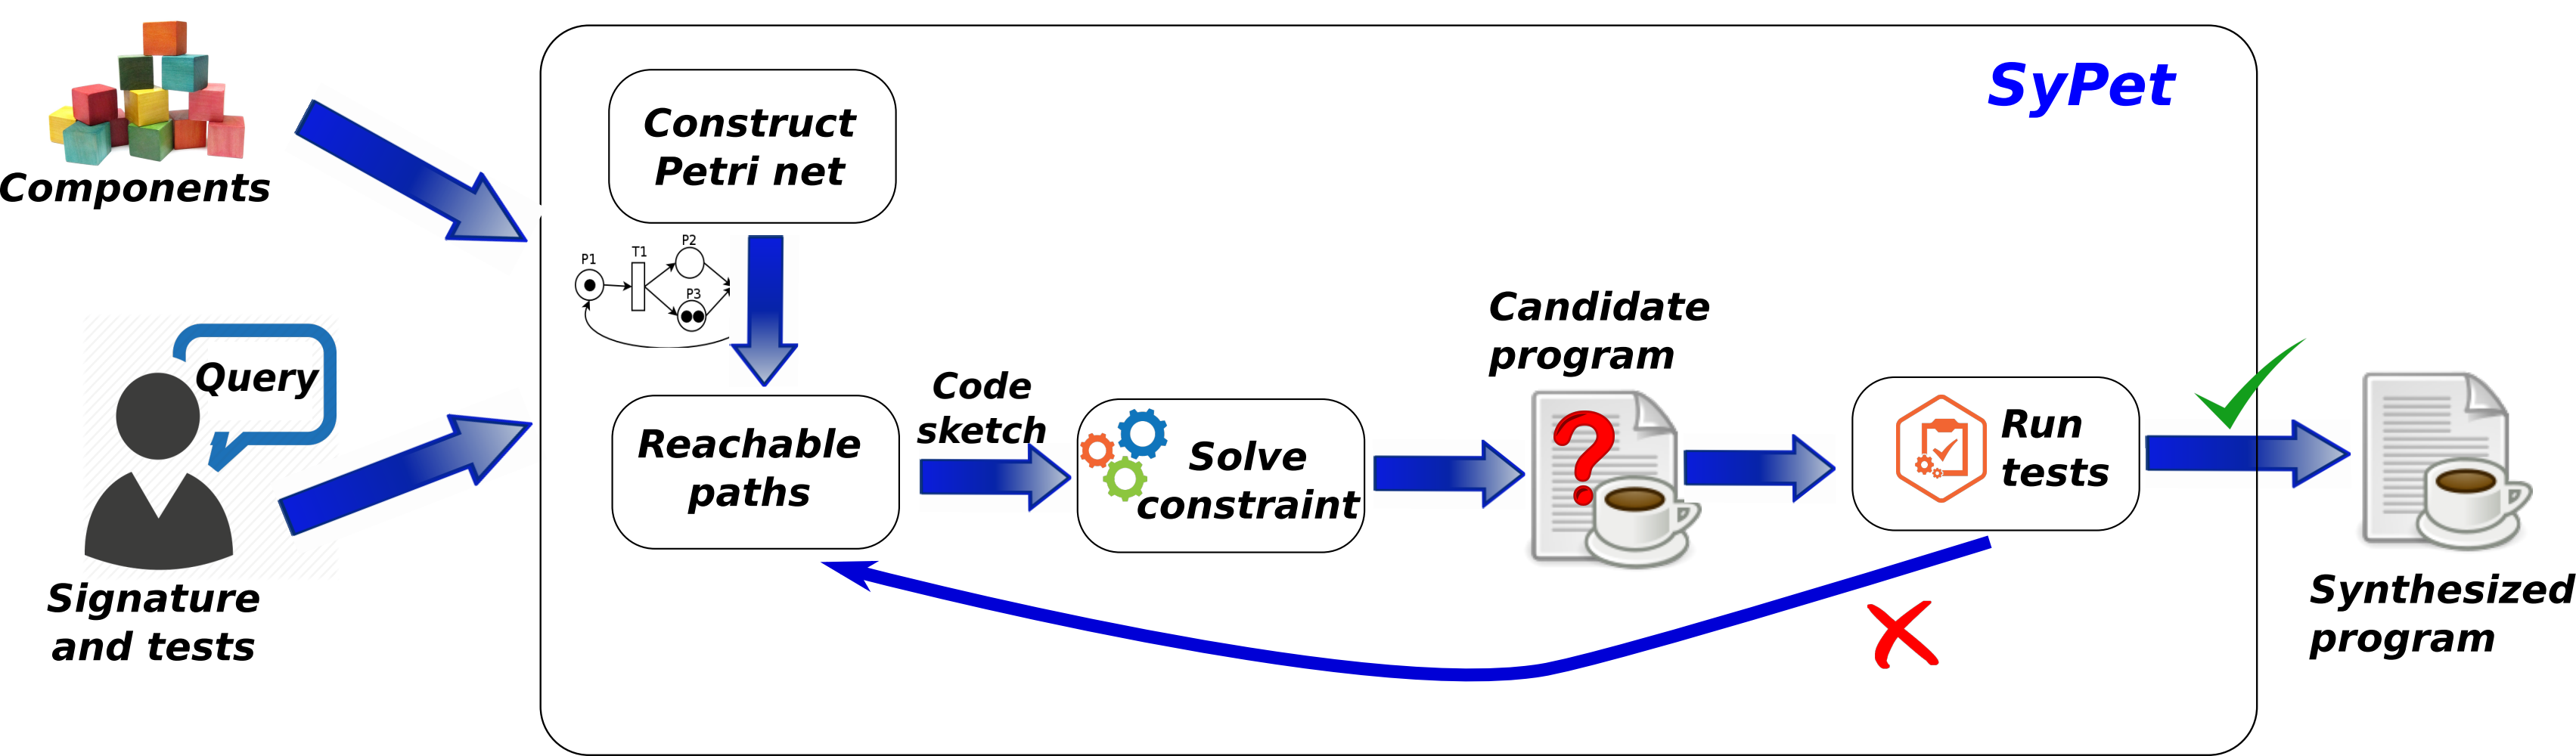 SyPet
Construct
Petri net
Components
P1
T1
P2
P3
Query
Signature
and tests
Reachable
paths
Code
sketch
Solve
constraint
Candidate
program
Run
tests
Synthesized
program